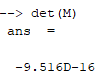 --> det(M)
ans =
-9.516D-16